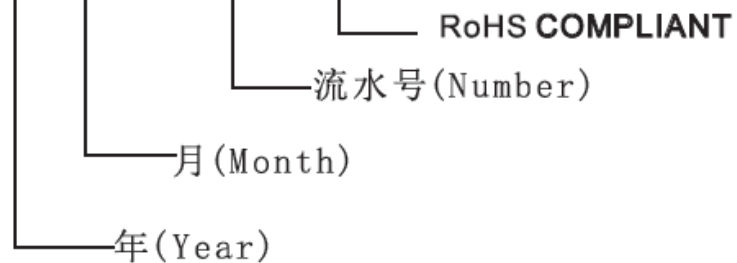 RoHS COMPLIANT
流水号(Number)
月(Month)
年(Year)